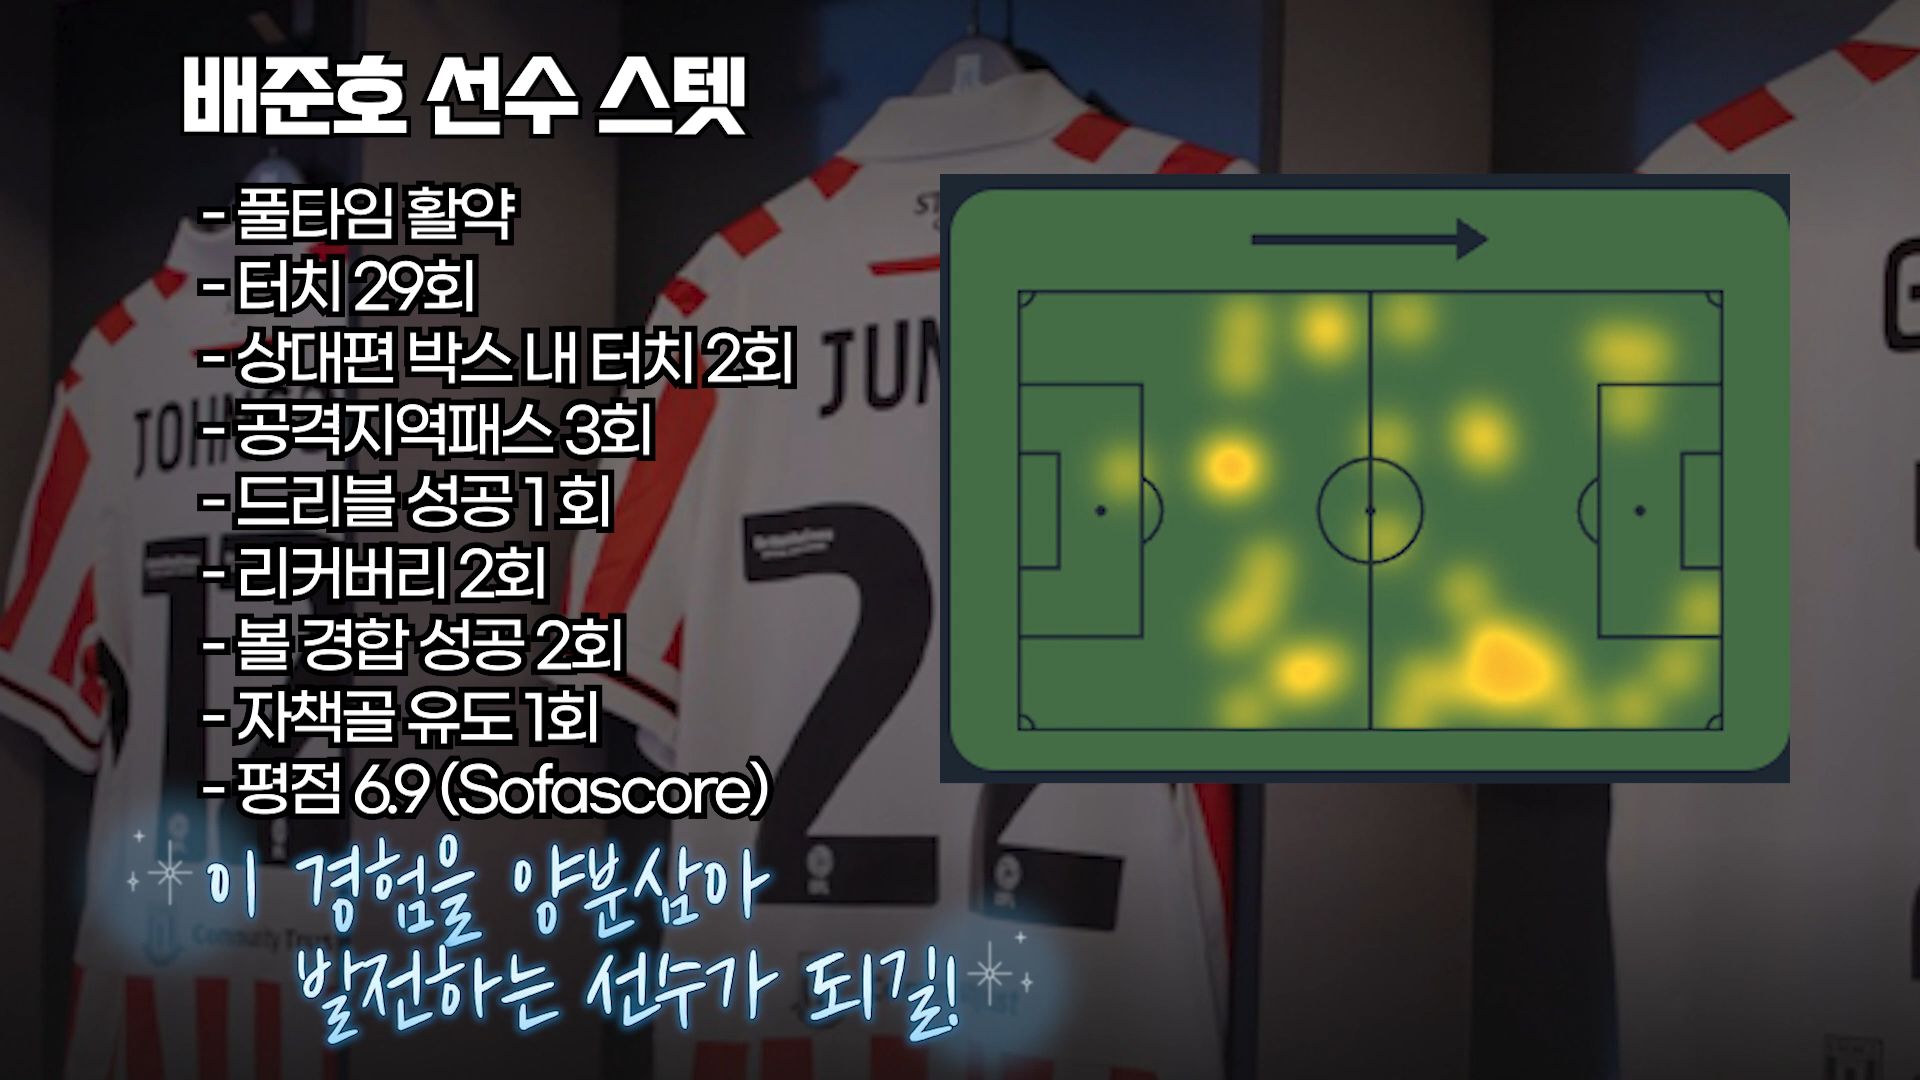 배준호 선수 스텟
- 풀타임 활약
- 터치 29회
- 상대편 박스 내 터치 2회
- 공격지역패스 3회
- 드리블 성공 1회
- 리커버리 2회
- 볼 경합 성공 2회
- 자책골 유도 1회
- 평점 6.9 (Sofascore)
이 경험을 양분삼아
발전하는 선수가 되길!
JUN
22